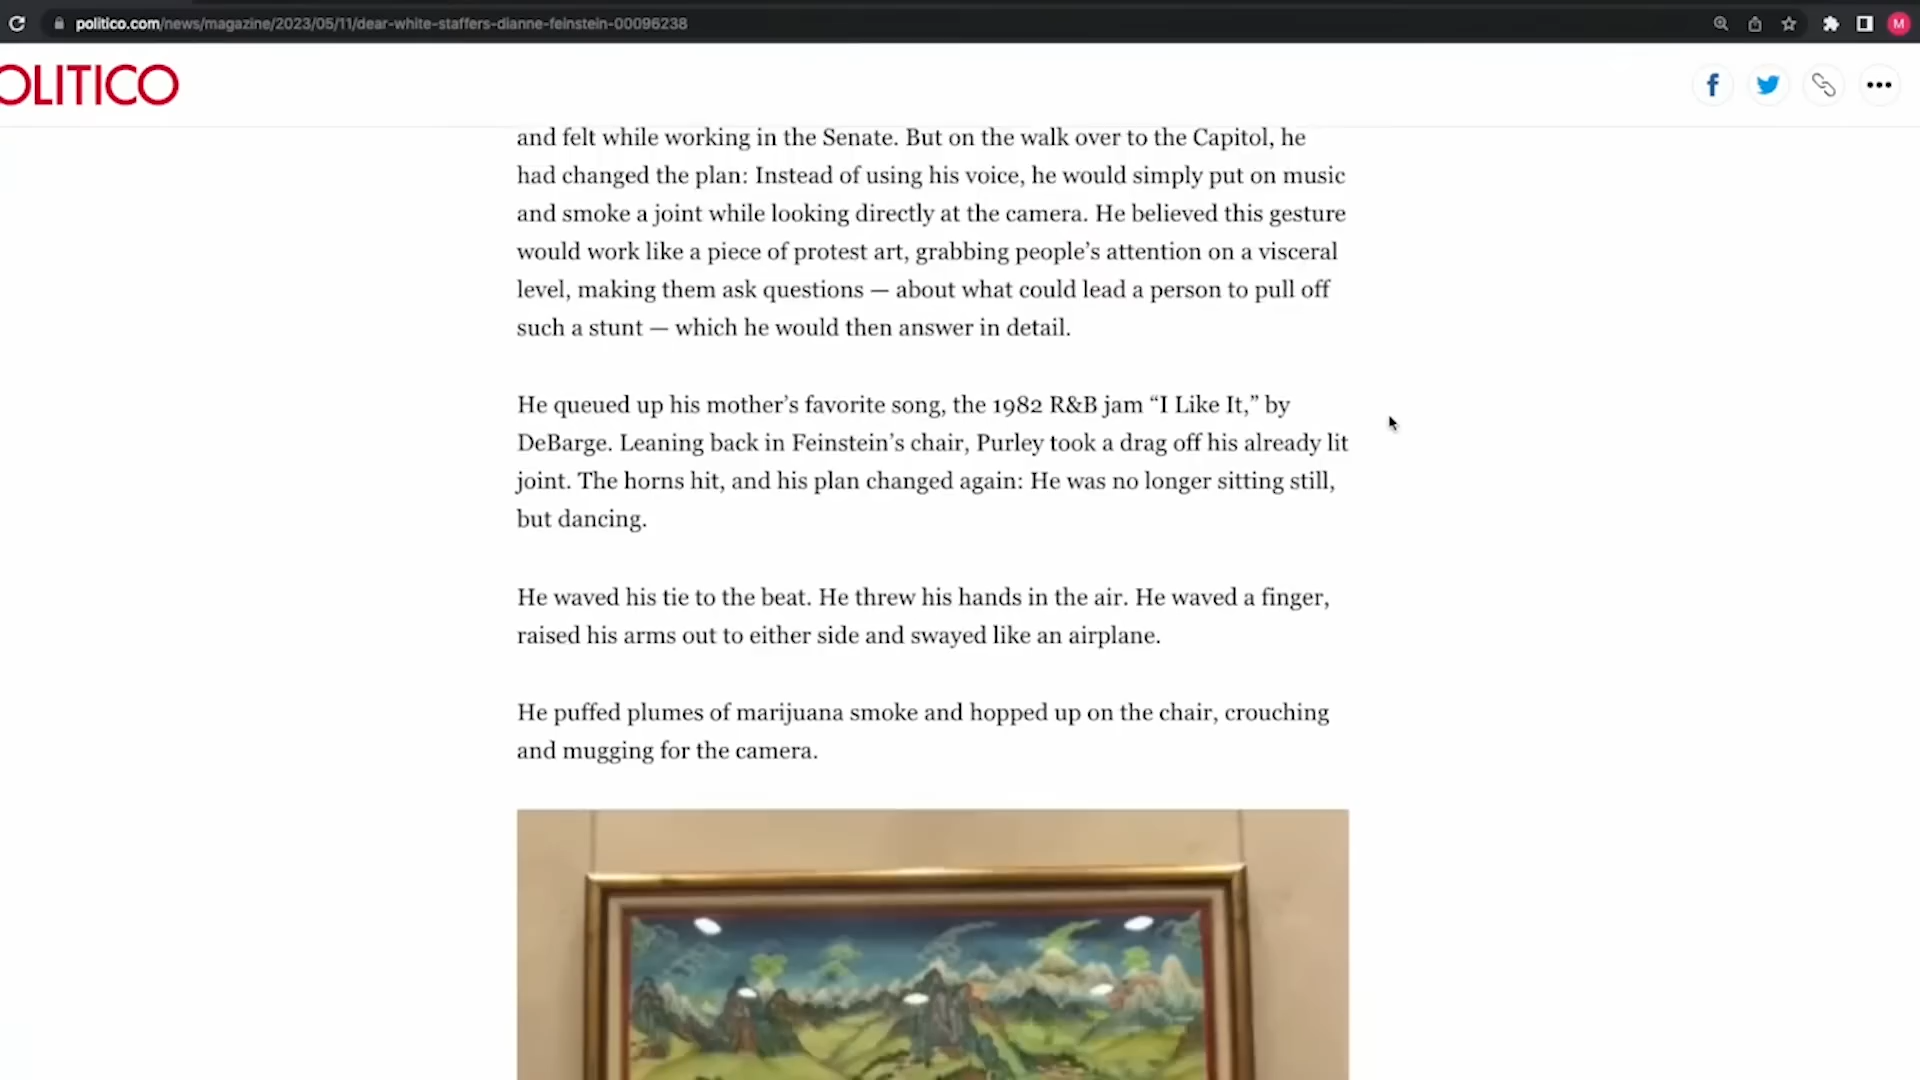 politico.com/news/magazine/2023/05/11/dear-white-staffers-dianne-feinstein-00096238
M
OLITICO
and felt while working in the Senate. But on the walk over to the Capitol, he
had changed the plan: Instead of using his voice, he would simply put on music
and smoke a joint while looking directly at the camera. He believed this gesture
would work like a piece of protest art, grabbing people’s attention on a visceral
level, making them ask questions — about what could lead a person to pull off
such a stunt — which he would then answer in detail.
He queued up his mother’s favorite song, the 1982 R&B jam “I Like It,” by
DeBarge. Leaning back in Feinstein’s chair, Purley took a drag off his already lit
joint. The horns hit, and his plan changed again: He was no longer sitting still,
but dancing.
He waved his tie to the beat. He threw his hands in the air. He waved a finger,
raised his arms out to either side and swayed like an airplane.
He puffed plumes of marijuana smoke and hopped up on the chair, crouching
and mugging for the camera.